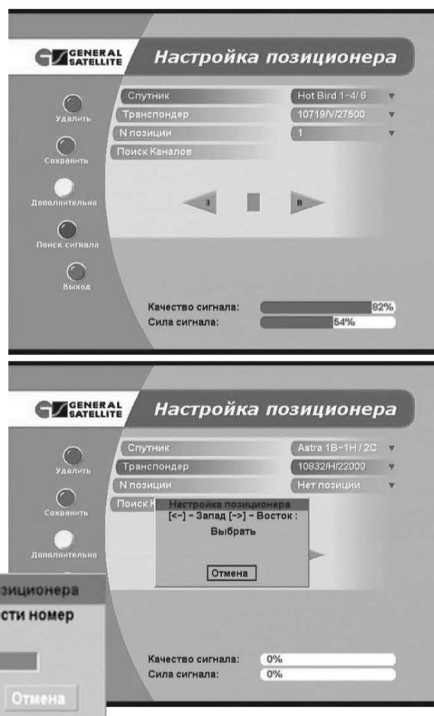 GENERAL
SATELLITE
Настройка позиционера
Удалить
Сохранить
Дополнительно
Поиск сигнала
Выход
Спутник Hot Bird 1-4/6
Транспондер 10719/V/27500
N позиции 1
Поиск Каналов
З В
Качество сигнала: 82%
Сила сигнала: 54%
GENERAL
SATELLITE
Настройка позиционера
Удалить
Сохранить
Дополнительно
Спутник Astra 1B-1H / 2C
Транспондер 10832/H/22000
N позиции Нет позиции
Поиск К
Настройка позиционера
[<-] - Запад [->] - Восток :
Выбрать
Отмена
Качество сигнала: 0%
Сила сигнала: 0%
зиционера
сти номер
Отмена